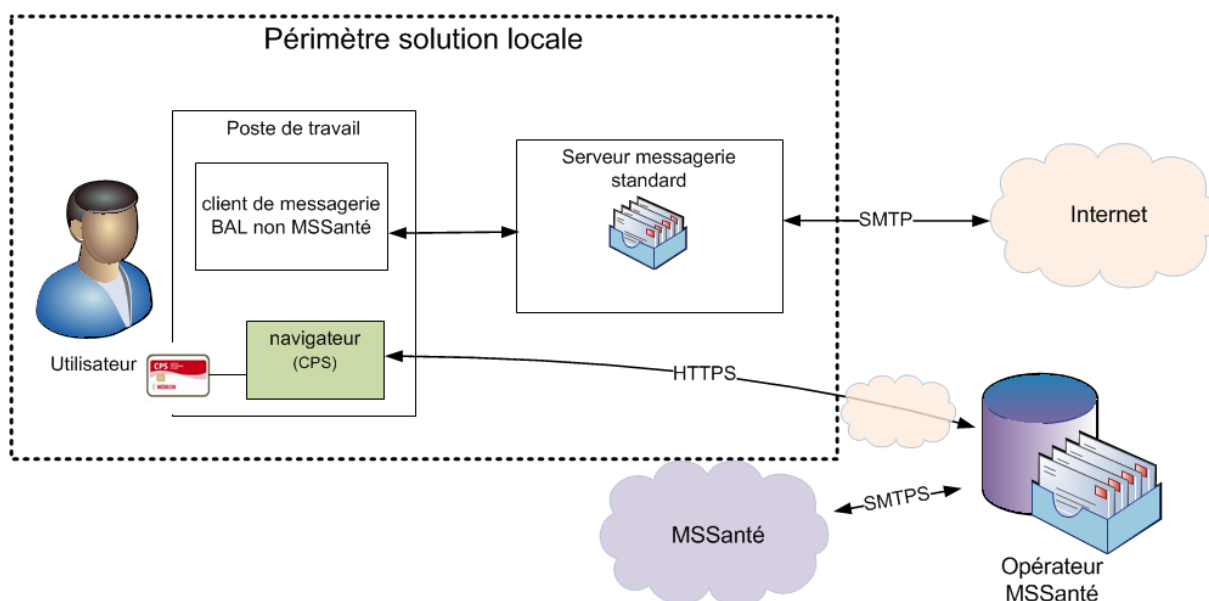 Périmètre solution locale
Poste de travail
client de messagerie
BAL non MSSanté
Serveur messagerie
standard
SMTP
Internet
Utilisateur
CPS
navigateur
(CPS)
HTTPS
MSSanté
SMTPS
Opérateur
MSSanté